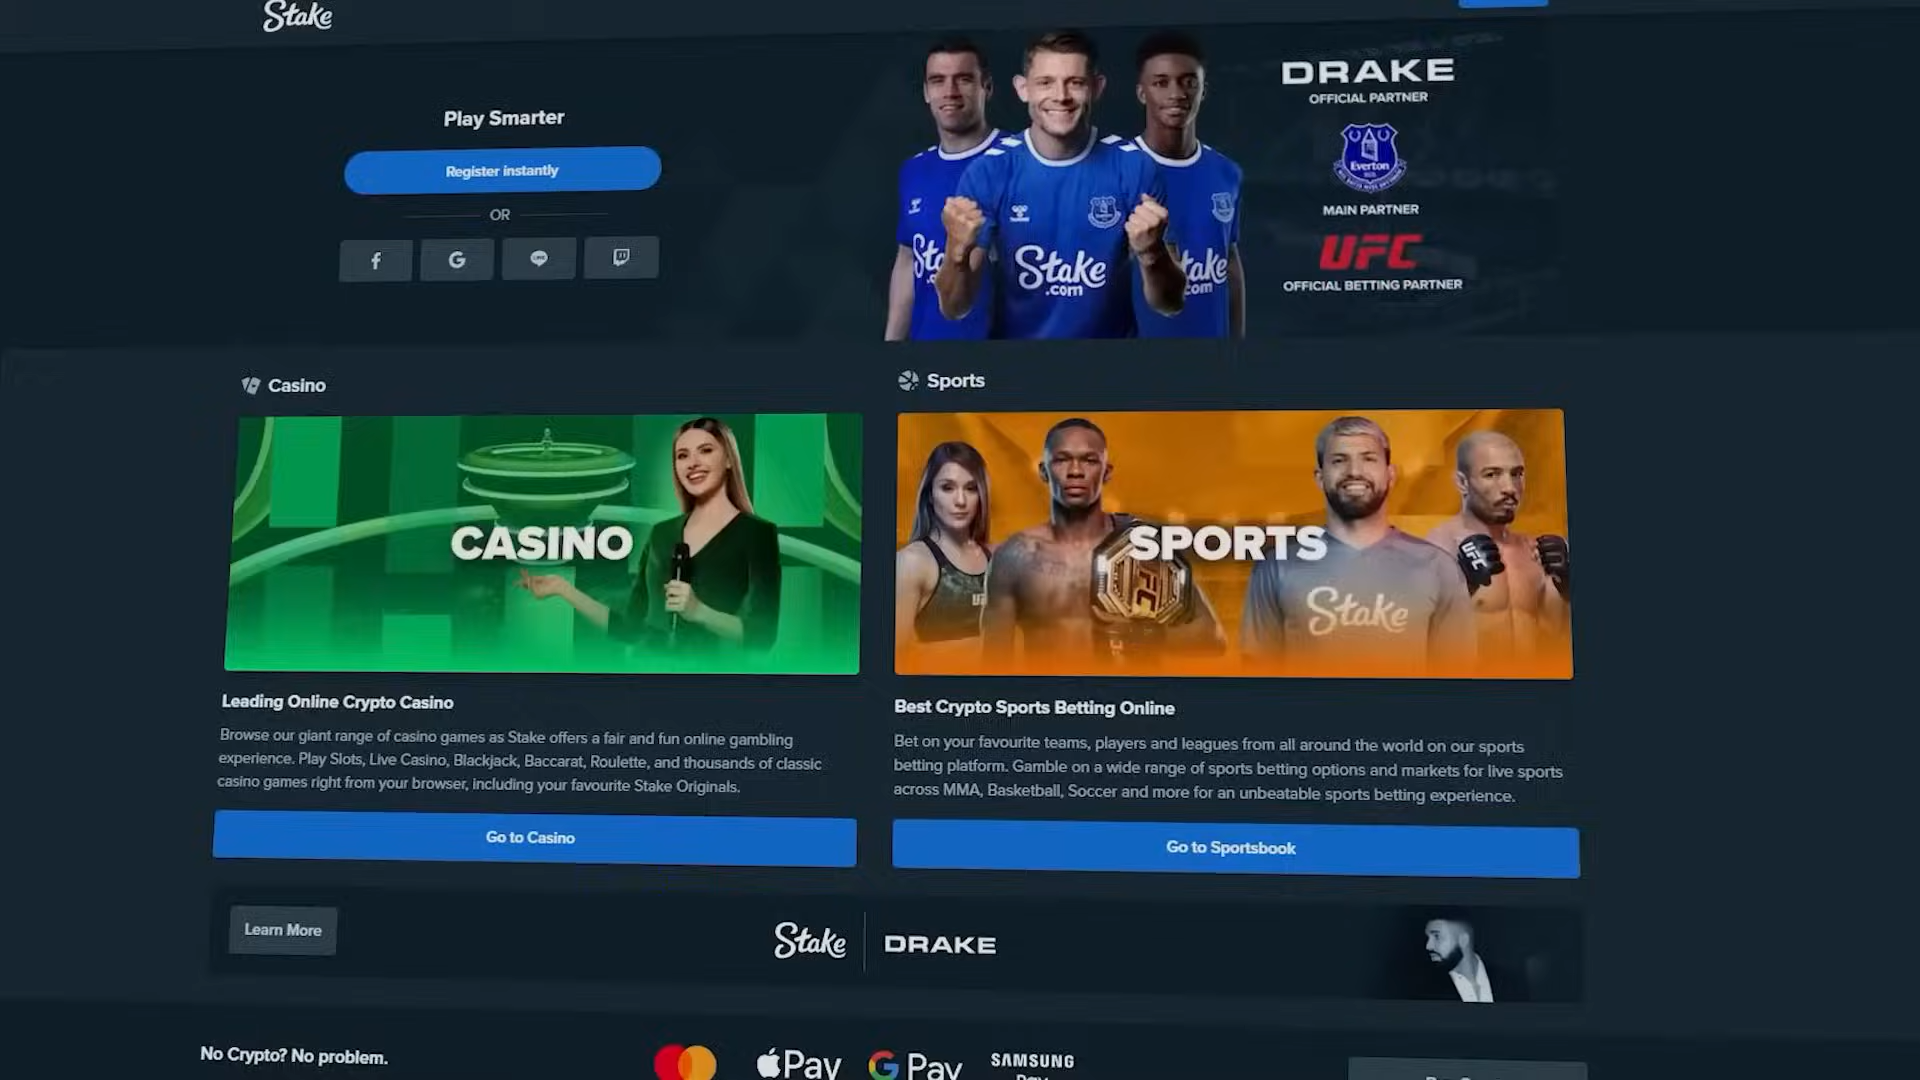 Stake
Play Smarter
Register instantly
OR
DRAKE
OFFICIAL PARTNER
Everton
MAIN PARTNER
UFC
OFFICIAL BETTING PARTNER
Stake
.com
Casino
Sports
CASINO
SPORTS
UFC
Stake
Leading Online Crypto Casino
Browse our giant range of casino games as Stake offers a fair and fun online gambling
experience. Play Slots, Live Casino, Blackjack, Baccarat, Roulette, and thousands of classic
casino games right from your browser, including your favourite Stake Originals.
Go to Casino
Best Crypto Sports Betting Online
Bet on your favourite teams, players and leagues from all around the world on our sports
betting platform. Gamble on a wide range of sports betting options and markets for live sports
across MMA, Basketball, Soccer and more for an unbeatable sports betting experience.
Go to Sportsbook
Learn More
Stake
DRAKE
No Crypto? No problem.
Pay
G Pay
SAMSUNG